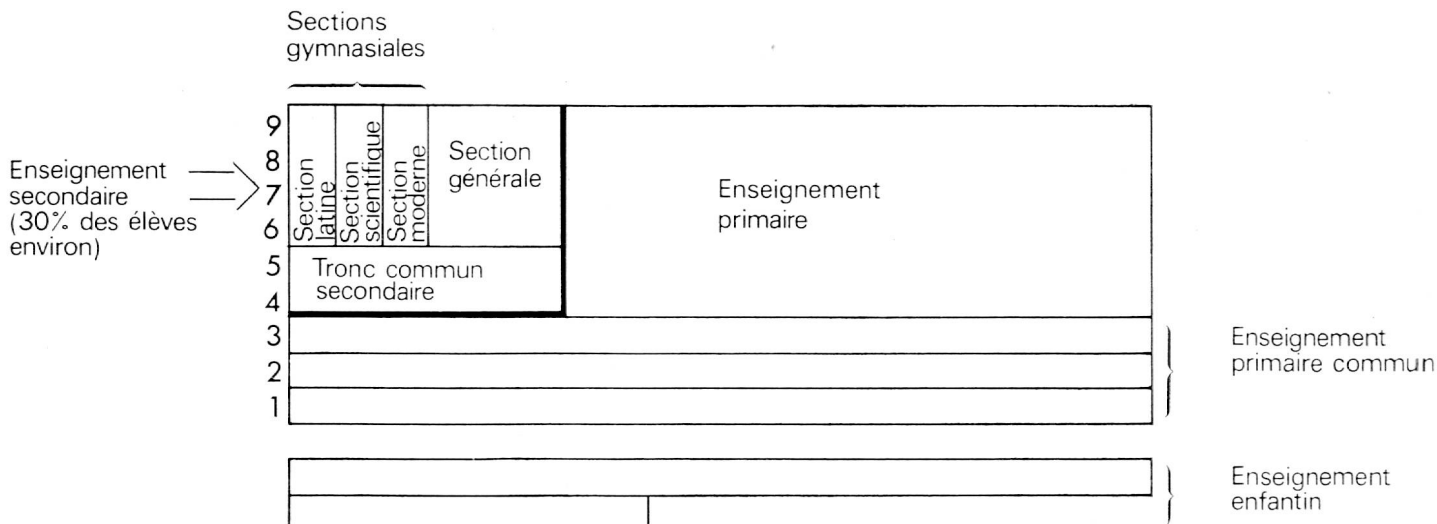 Sections
gymnasiales
9
8
7
6
5
4
3
2
1
Enseignement
secondaire
(30% des élèves
environ)
Section
latine
Section
scientifique
Section
moderne
Section
générale
Enseignement
primaire
Tronc commun
secondaire
Enseignement
primaire commun
Enseignement
enfantin